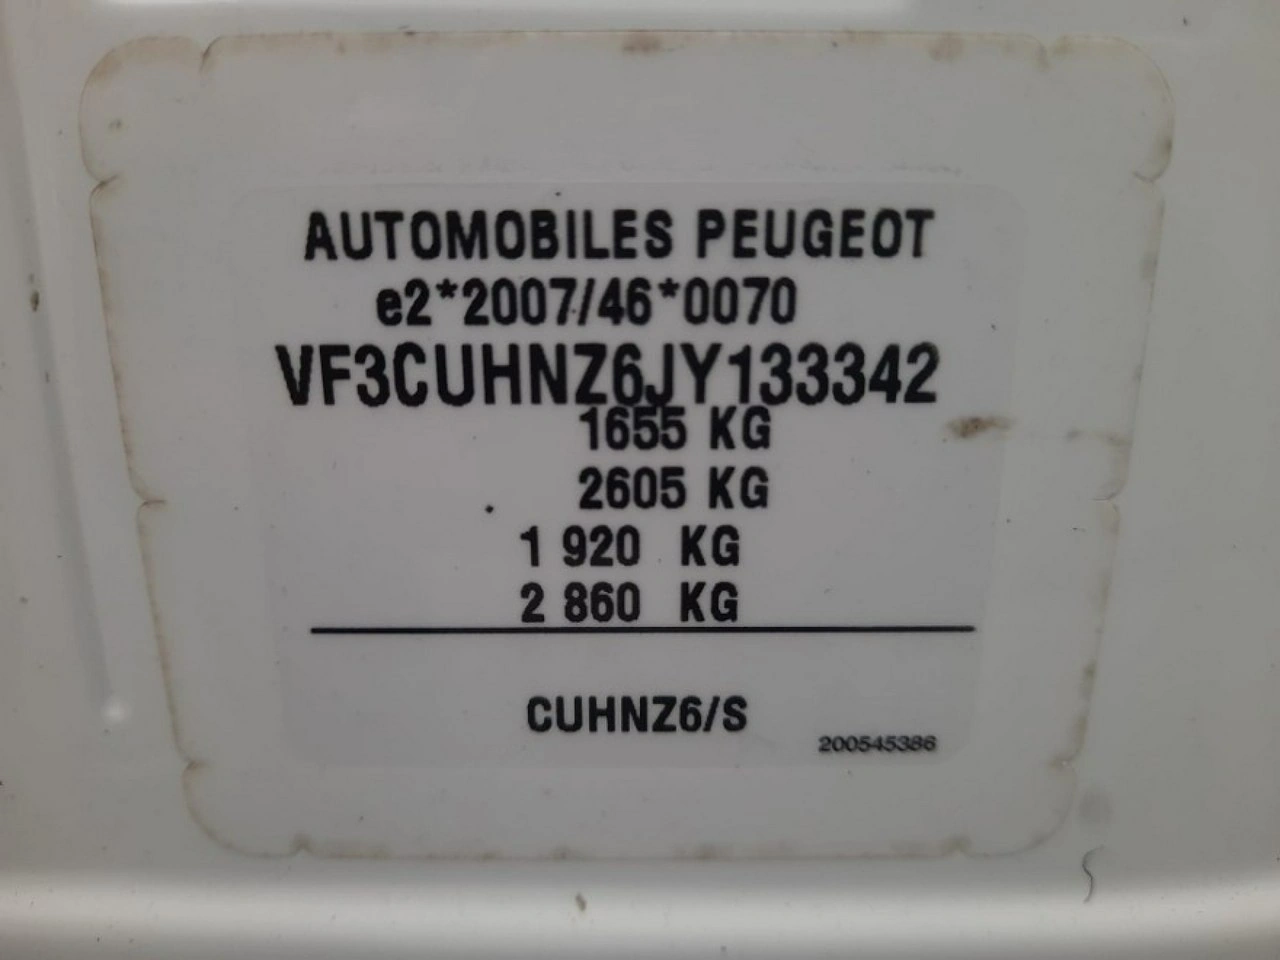 AUTOMOBILES PEUGEOT
e2*2007/46*0070
VF3CUHNZ6JY133342
1655 KG
2605 KG
1 920 KG
2 860 KG
CUHNZ6/S
200545386